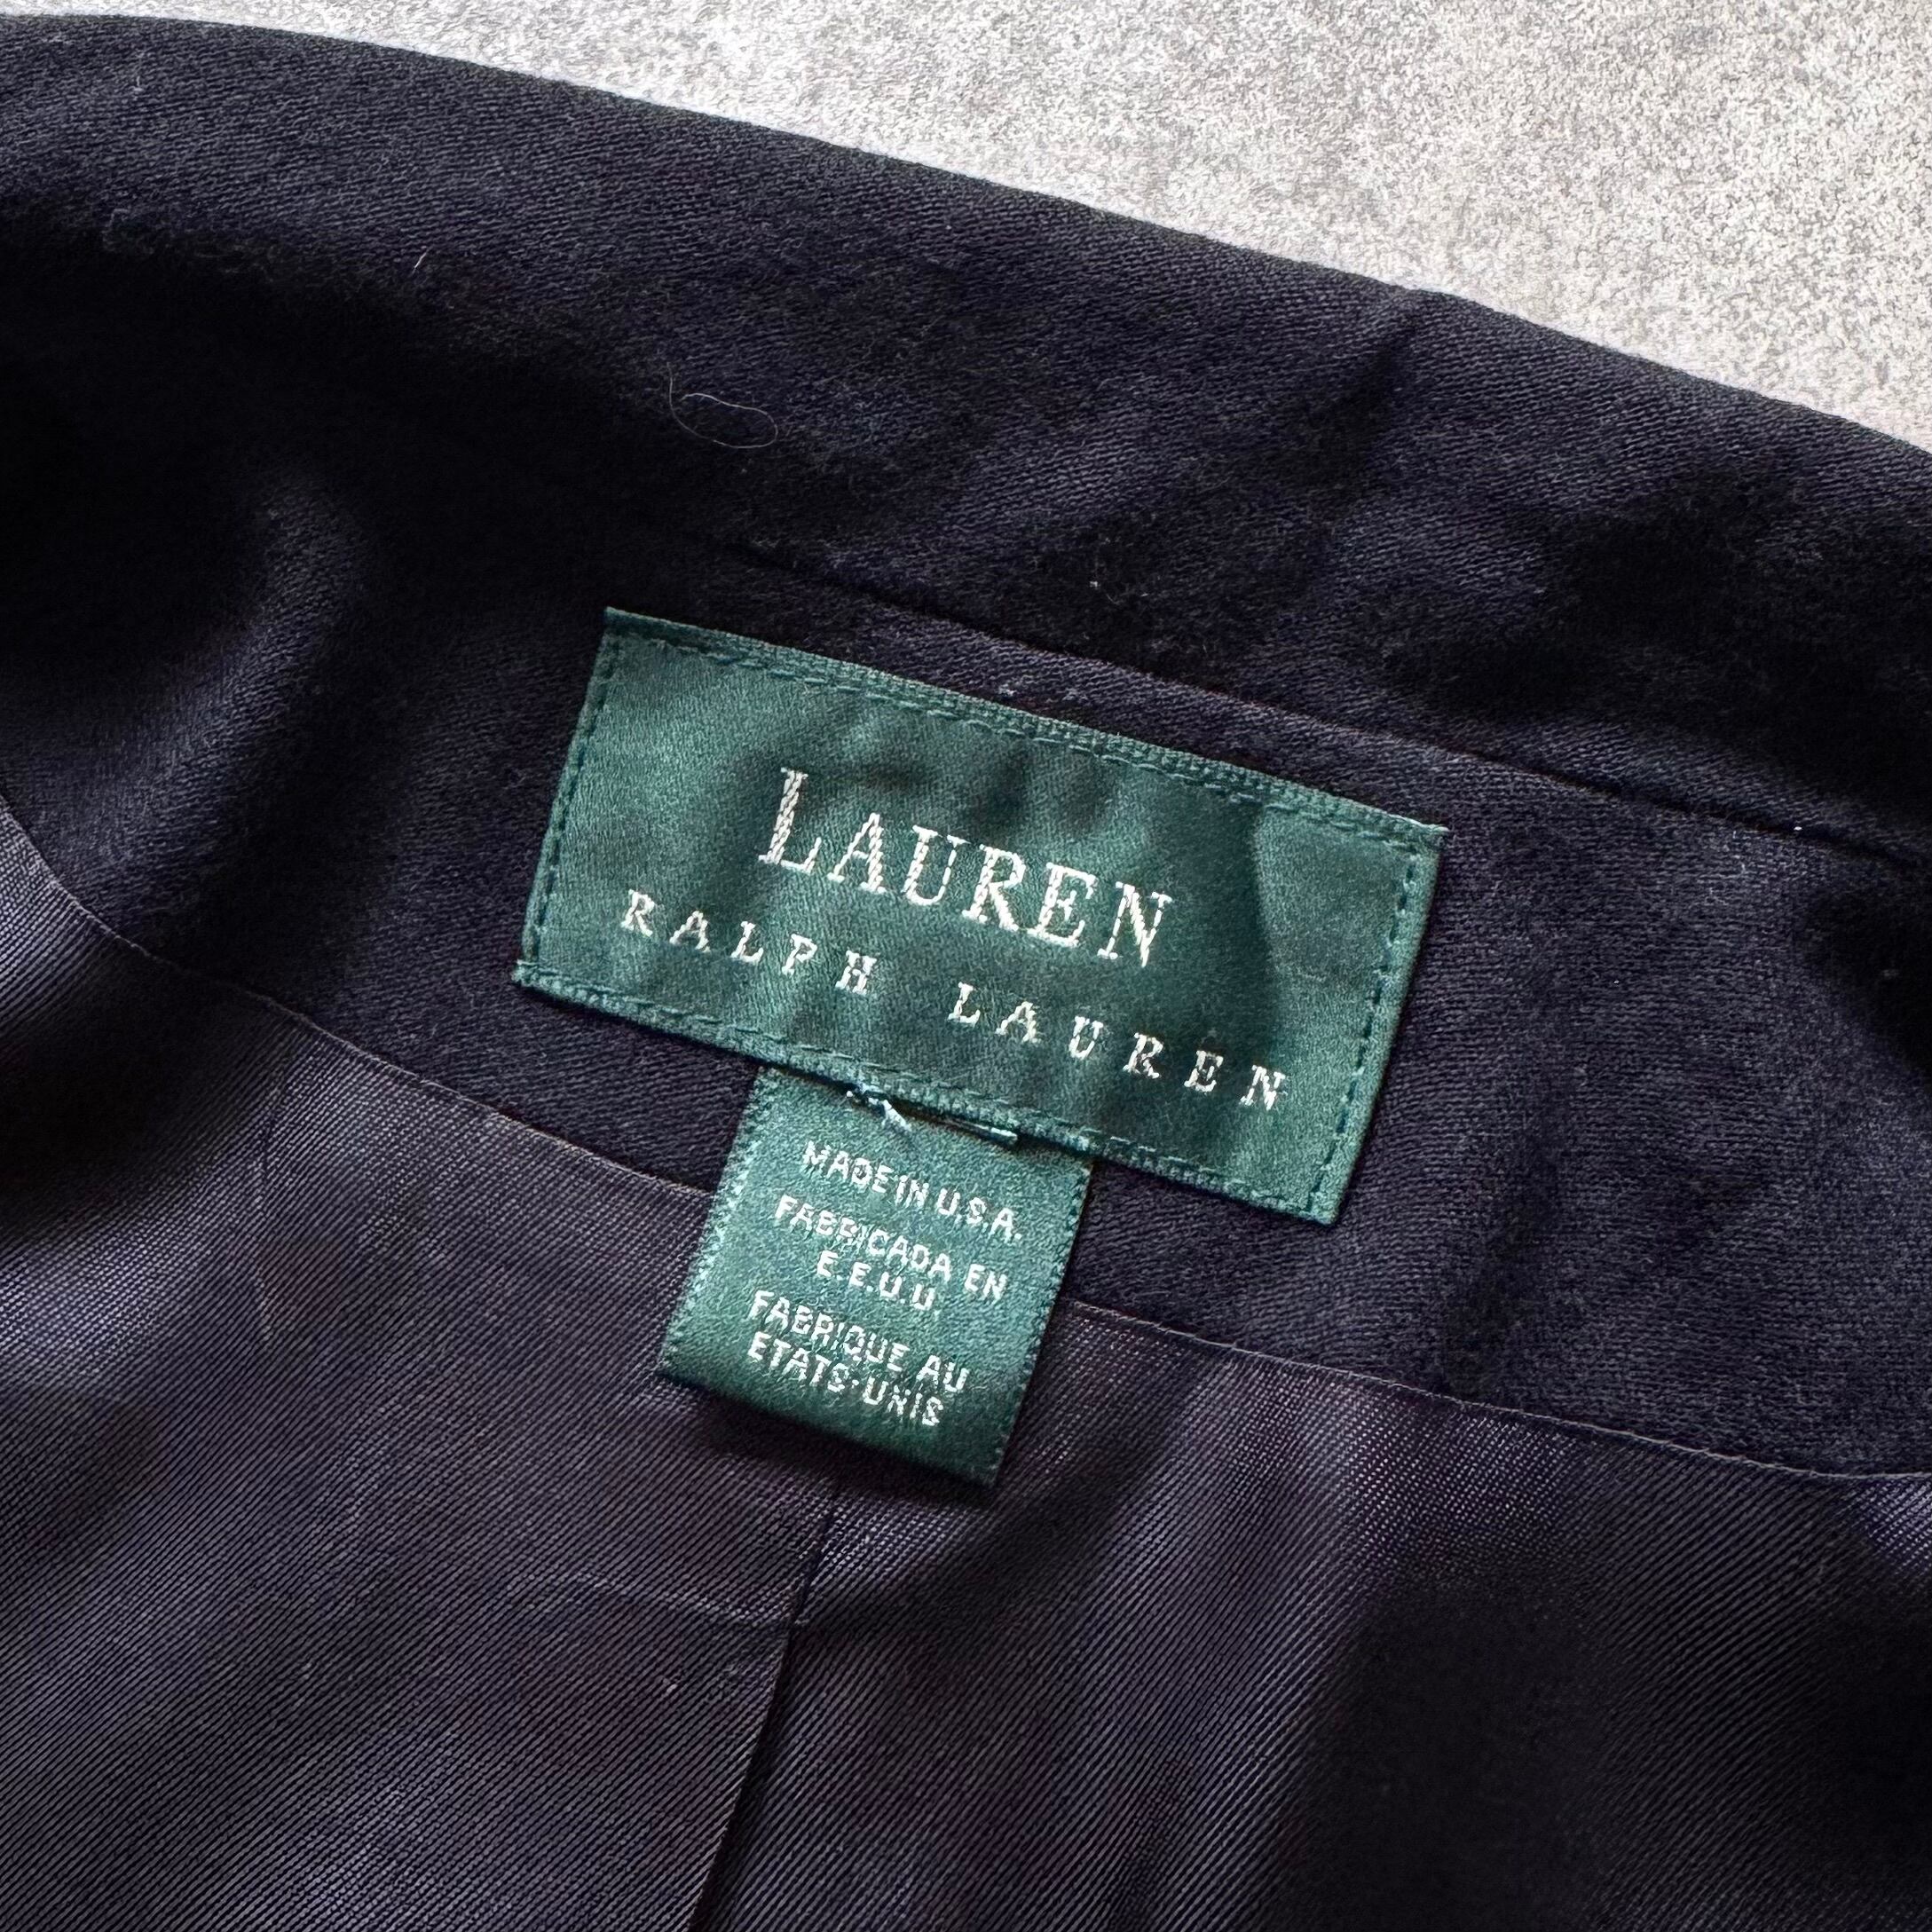 LAUREN
RALPH LAUREN
MADE IN U.S.A.
FABRICADA EN
E.E.U.U.
FABRIQUE AU
ETATS-UNIS